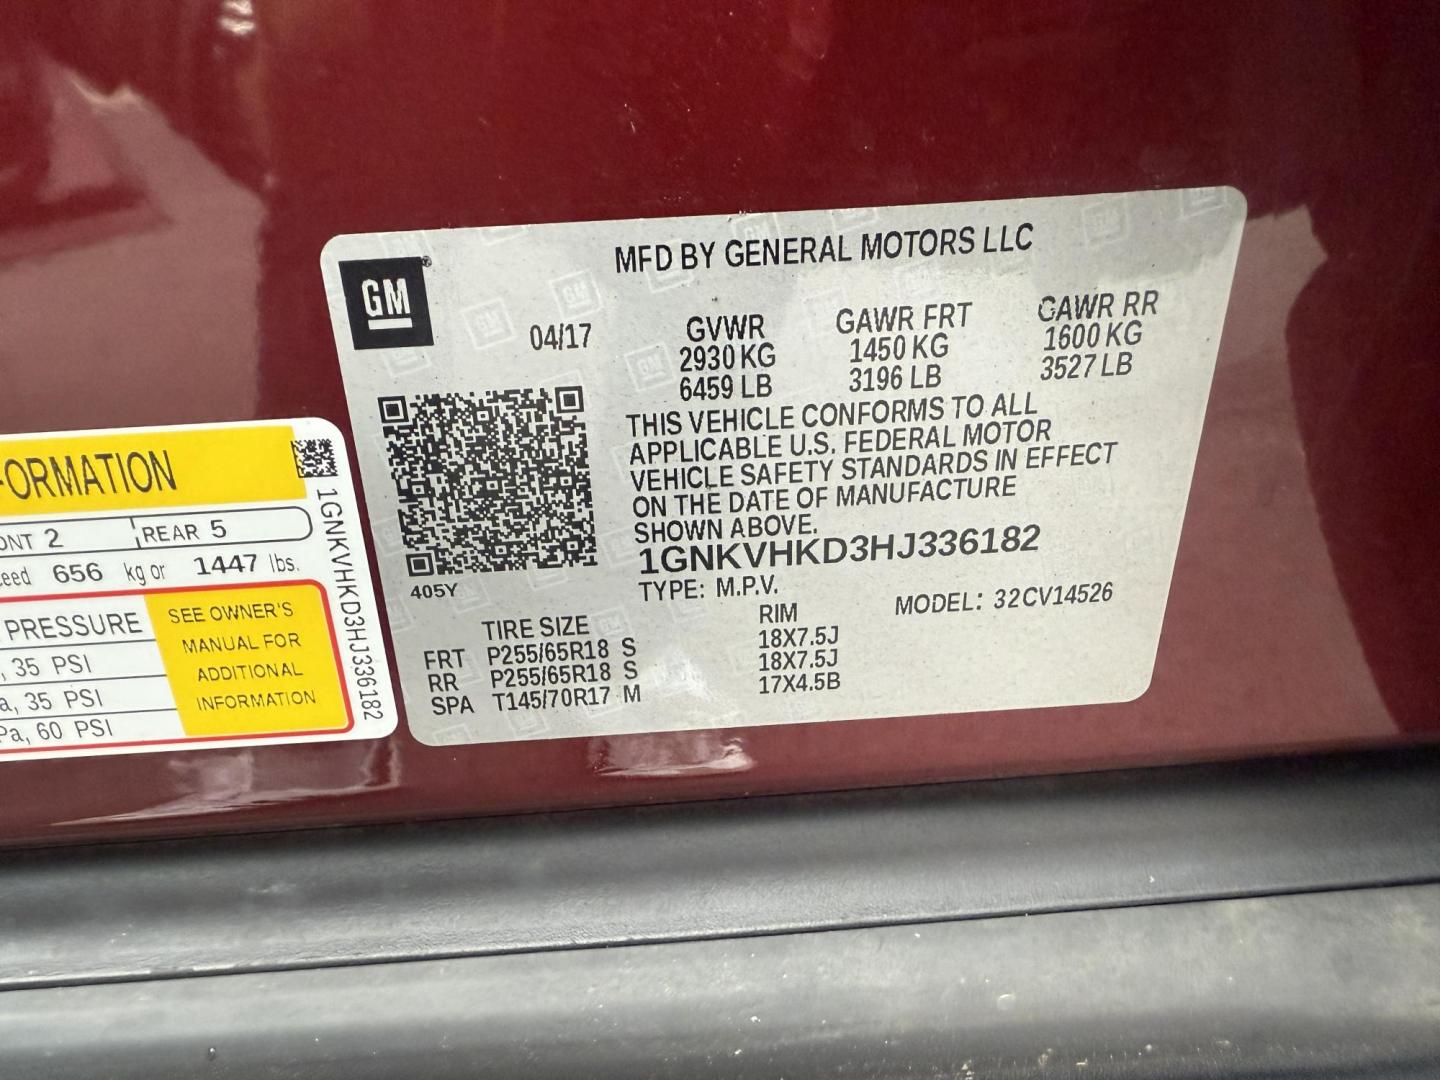 GM
MFD BY GENERAL MOTORS LLC
04/17
GVWR GAWR FRT GAWR RR
2930 KG 1450 KG 1600 KG
6459 LB 3196 LB 3527 LB
THIS VEHICLE CONFORMS TO ALL
APPLICABLE U.S. FEDERAL MOTOR
VEHICLE SAFETY STANDARDS IN EFFECT
ON THE DATE OF MANUFACTURE
SHOWN ABOVE.
1GNKVHKD3HJ336182
405Y
TYPE: M.P.V. MODEL: 32CV14526
TIRE SIZE RIM
FRT P255/65R18 S 18X7.5J
RR P255/65R18 S 18X7.5J
SPA T145/70R17 M 17X4.5B
FORMATION
ONT 2 REAR 5
eed 656 kg or 1447 lbs.
PRESSURE
, 35 PSI
a, 35 PSI
Pa, 60 PSI
SEE OWNER'S
MANUAL FOR
ADDITIONAL
INFORMATION
1GNKVHKD3HJ336182